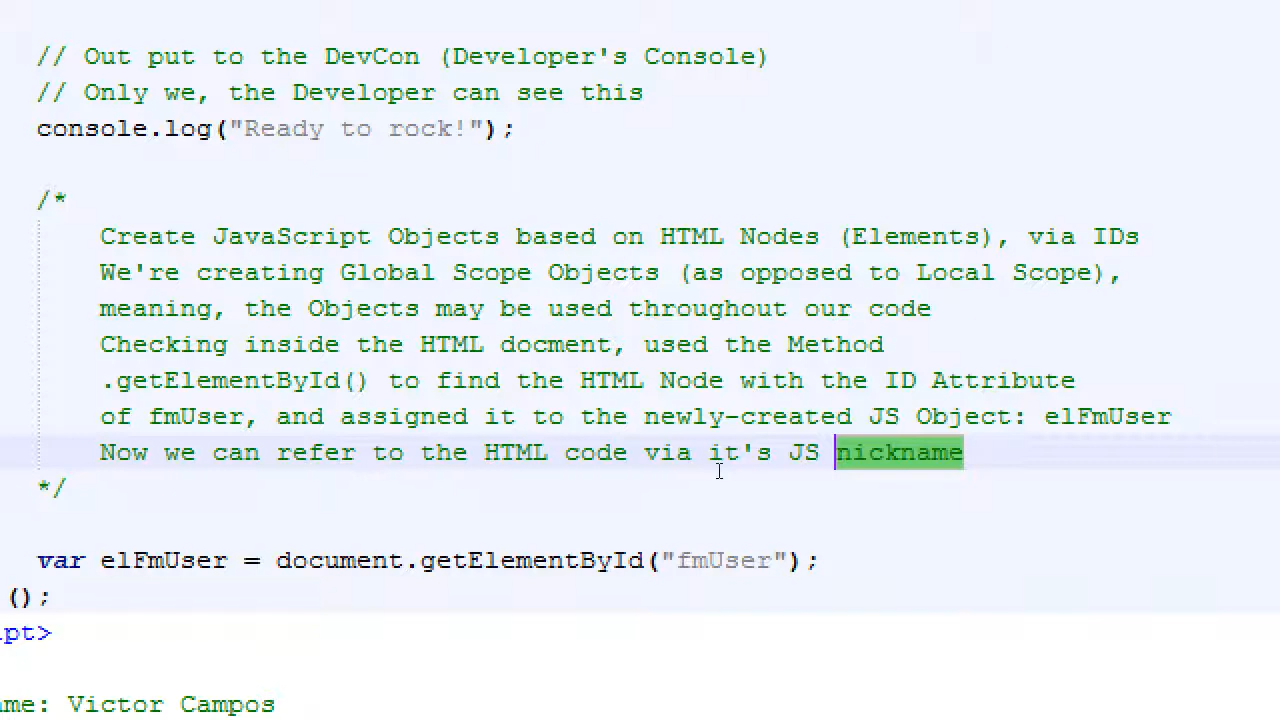 // Out put to the DevCon (Developer's Console)
// Only we, the Developer can see this
console.log("Ready to rock!");
/*
Create JavaScript Objects based on HTML Nodes (Elements), via IDs
We're creating Global Scope Objects (as opposed to Local Scope),
meaning, the Objects may be used throughout our code
Checking inside the HTML docment, used the Method
.getElementById() to find the HTML Node with the ID Attribute
of fmUser, and assigned it to the newly-created JS Object: elFmUser
Now we can refer to the HTML code via it's JS nickname
*/
var elFmUser = document.getElementById("fmUser");
();
ipt>
ame: Victor Campos